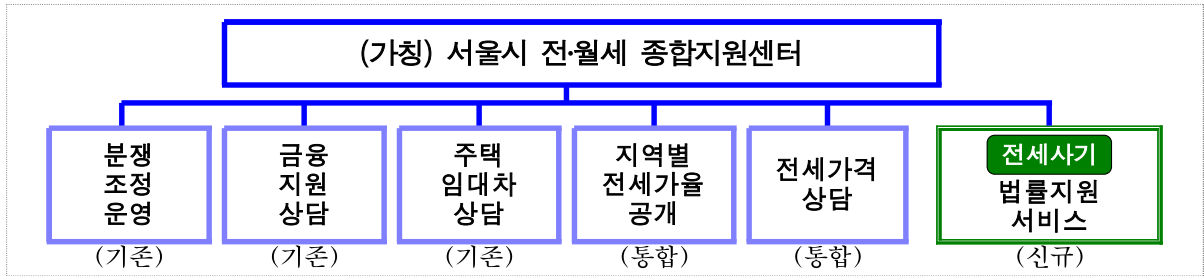 (가칭) 서울시 전·월세 종합지원센터
분쟁
조정
운영
(기존)
금융
지원
상담
(기존)
주택
임대차
상담
(기존)
지역별
전세가율
공개
(통합)
전세가격
상담
(통합)
전세사기
법률지원
서비스
(신규)